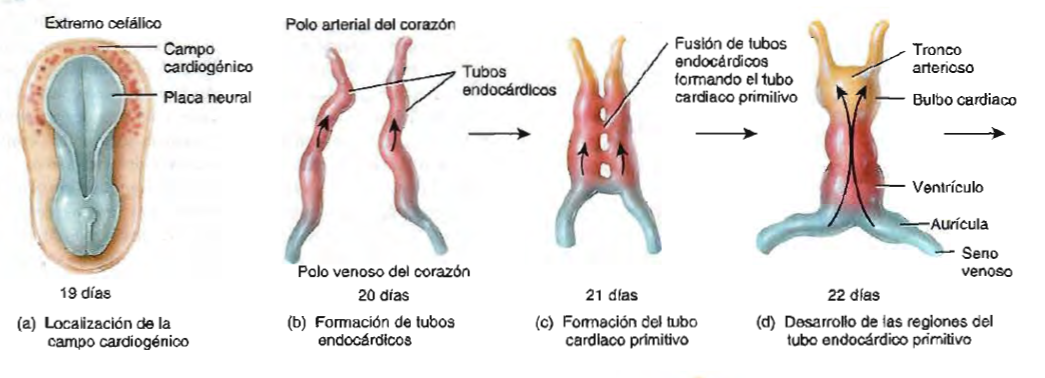 Extremo cefálico
Campo
cardiogénico
Placa neural
19 días
(a) Localización de la
campo cardiogénico
Polo arterial del corazón
Tubos
endocárdicos
Polo venoso del corazón
20 días
(b) Formación de tubos
endocárdicos
Fusión de tubos
endocárdicos
formando el tubo
cardiaco primitivo
21 días
(c) Formación del tubo
cardiaco primitivo
Tronco
arterioso
Bulbo cardiaco
Ventrículo
Aurícula
Seno
venoso
22 días
(d) Desarrollo de las regiones del
tubo endocárdico primitivo